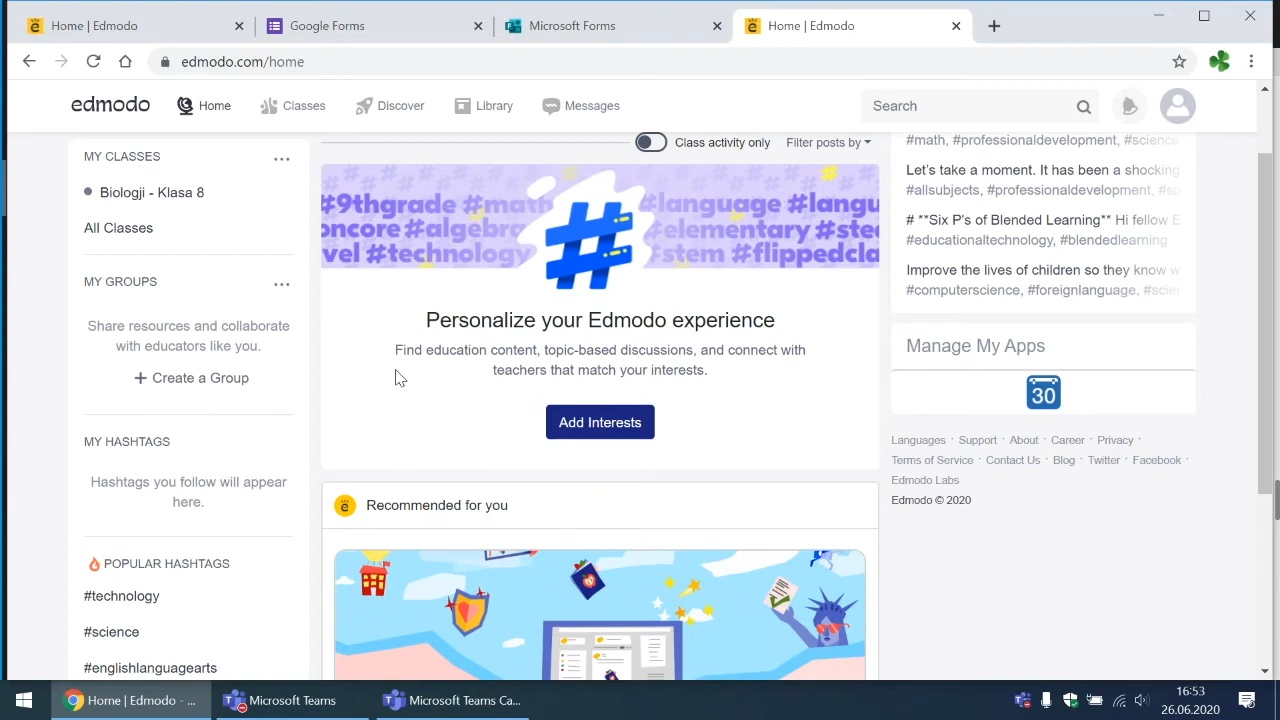 Home | Edmodo
Google Forms
Microsoft Forms
Home | Edmodo
edmodo.com/home
edmodo
Home
Classes
Discover
Library
Messages
Search
MY CLASSES
Biologji - Klasa 8
All Classes
MY GROUPS
Share resources and collaborate
with educators like you.
+ Create a Group
MY HASHTAGS
Hashtags you follow will appear
here.
POPULAR HASHTAGS
#technology
#science
#englishlanguagearts
Class activity only
Filter posts by
#9thgrade #math
#language #langu
#technology
#flippedcla
#
Personalize your Edmodo experience
Find education content, topic-based discussions, and connect with
teachers that match your interests.
Add Interests
Recommended for you
#math, #professionaldevelopment, #science
Let's take a moment. It has been a shocking
#allsubjects, #professionaldevelopment, #sp
# **Six P's of Blended Learning** Hi fellow E
#educationaltechnology, #blendedlearning
Improve the lives of children so they know w
#computerscience, #foreignlanguage, #scien
Manage My Apps
30
Languages · Support · About · Career · Privacy ·
Terms of Service · Contact Us · Blog · Twitter · Facebook ·
Edmodo Labs
Edmodo © 2020
Home | Edmodo - ...
Microsoft Teams
Microsoft Teams Ca...
16:53
26.06.2020